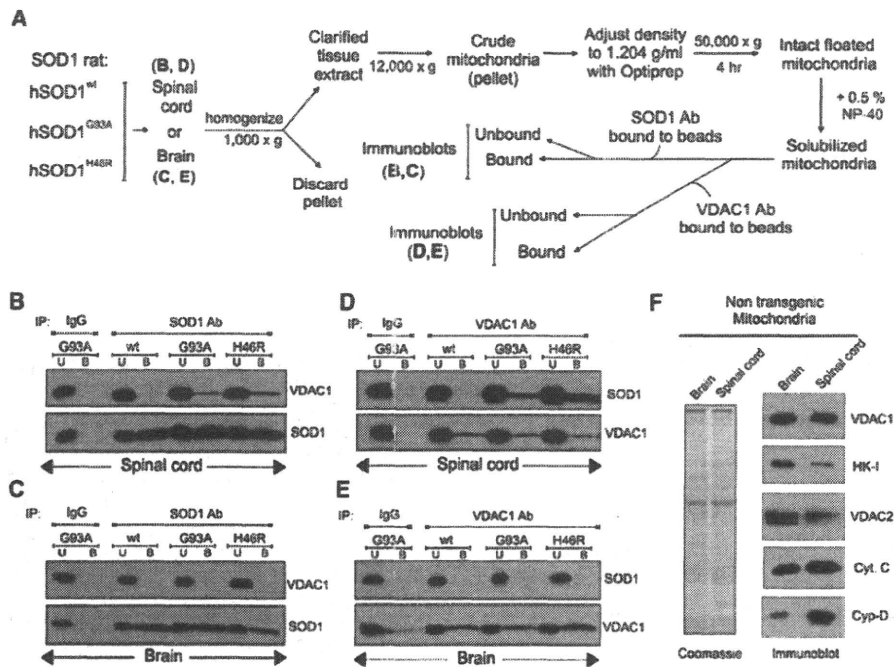 A
SOD1 rat:
hSOD1wt
hSOD1G93A
hSOD1H46R
(B, D)
Spinal
cord
or
Brain
(C, E)
homogenize
1,000 x g
Clarified
tissue
extract
Discard
pellet
12,000 x g
Crude
mitochondria
(pellet)
Adjust density
to 1.204 g/ml
with Optiprep
50,000 x g
4 hr
Intact floated
mitochondria
+ 0.5 %
NP-40
Solubilized
mitochondria
SOD1 Ab
bound to beads
Unbound
Bound
Immunoblots
(B,C)
VDAC1 Ab
bound to beads
Unbound
Bound
Immunoblots
(D,E)
B
IP: IgG SOD1 Ab
G93A wt G93A H46R
U B U B U B U B
VDAC1
SOD1
Spinal cord
C
IP: IgG SOD1 Ab
G93A wt G93A H46R
U B U B U B U B
VDAC1
SOD1
Brain
D
IP: IgG VDAC1 Ab
G93A wt G93A H46R
U B U B U B U B
SOD1
VDAC1
Spinal cord
E
IP: IgG VDAC1 Ab
G93A wt G93A H46R
U B U B U B U B
SOD1
VDAC1
Brain
F
Non transgenic
Mitochondria
Brain Spinal cord
Brain Spinal cord
VDAC1
HK-I
VDAC2
Cyt. C
Cyp-D
Coomassie Immunoblot